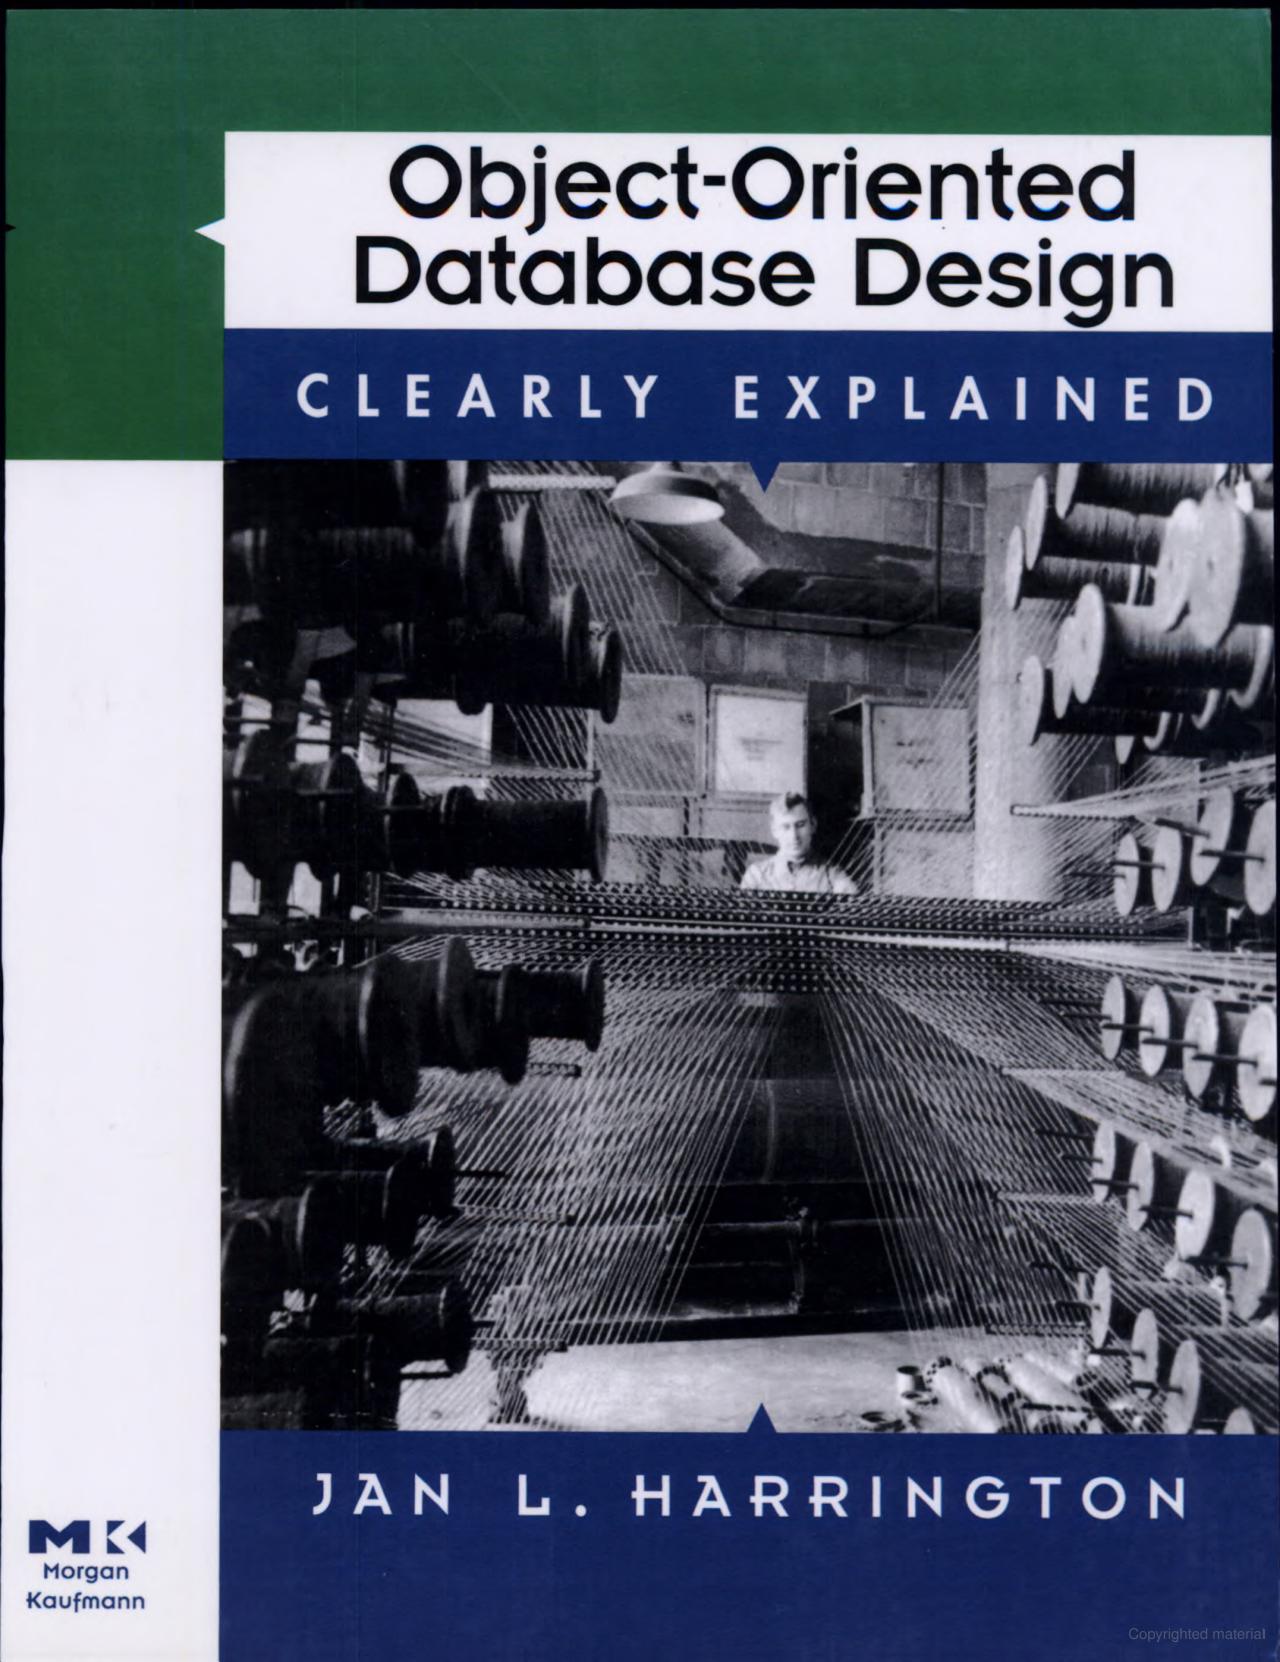 Object-Oriented
Database Design
CLEARLY EXPLAINED
JAN L. HARRINGTON
MK
Morgan
Kaufmann
Copyrighted material